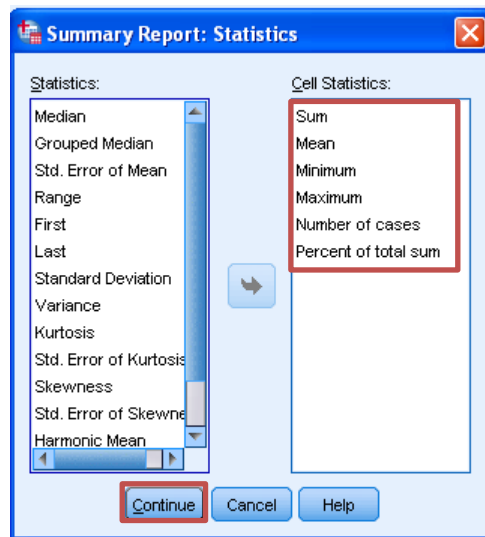 Summary Report: Statistics
Statistics:
Median
Grouped Median
Std. Error of Mean
Range
First
Last
Standard Deviation
Variance
Kurtosis
Std. Error of Kurtosis
Skewness
Std. Error of Skewne
Harmonic Mean
Cell Statistics:
Sum
Mean
Minimum
Maximum
Number of cases
Percent of total sum
Continue
Cancel
Help